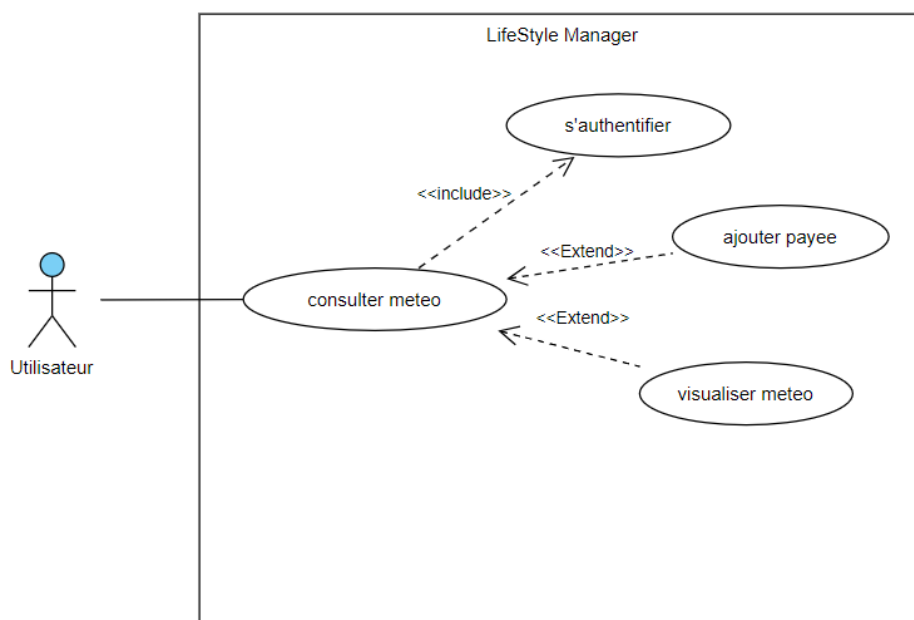 LifeStyle Manager
s'authentifier
<<include>>
ajouter payee
<<Extend>>
consulter meteo
<<Extend>>
Utilisateur
visualiser meteo